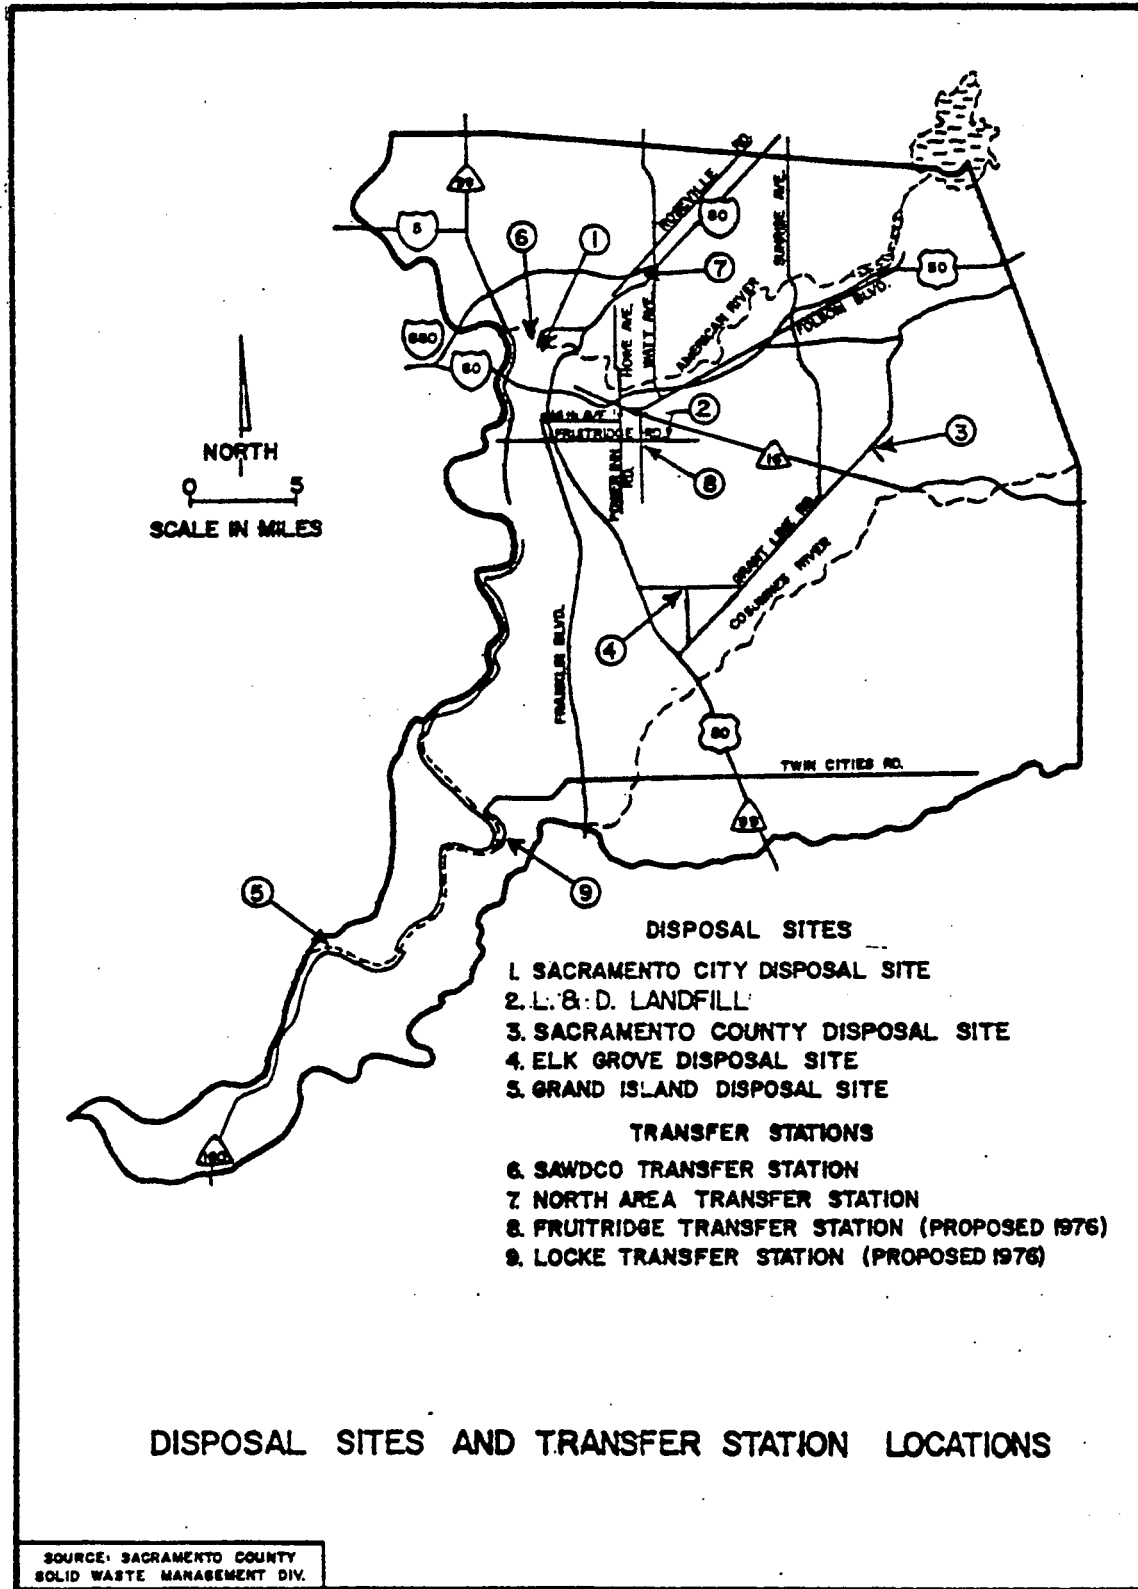 99
5
6
1
ROSEVILLE RD
80
SUNRISE AVE.
7
50
FOLSOM BLVD.
AMERICAN RIVER
HOWE AVE.
WATT AVE.
880
80
NORTH
0 5
SCALE IN MILES
2
FRUITRIDGE RD.
3
16
8
POWER INN RD.
GRANT LINE RD.
COSUMNES RIVER
4
FRANKLIN BLVD.
50
TWIN CITIES RD.
99
9
5
160
DISPOSAL SITES
1. SACRAMENTO CITY DISPOSAL SITE
2. L. & D. LANDFILL
3. SACRAMENTO COUNTY DISPOSAL SITE
4. ELK GROVE DISPOSAL SITE
5. GRAND ISLAND DISPOSAL SITE
TRANSFER STATIONS
6. SAWDCO TRANSFER STATION
7. NORTH AREA TRANSFER STATION
8. FRUITRIDGE TRANSFER STATION (PROPOSED 1976)
9. LOCKE TRANSFER STATION (PROPOSED 1976)
DISPOSAL SITES AND TRANSFER STATION LOCATIONS
SOURCE: SACRAMENTO COUNTY
SOLID WASTE MANAGEMENT DIV.